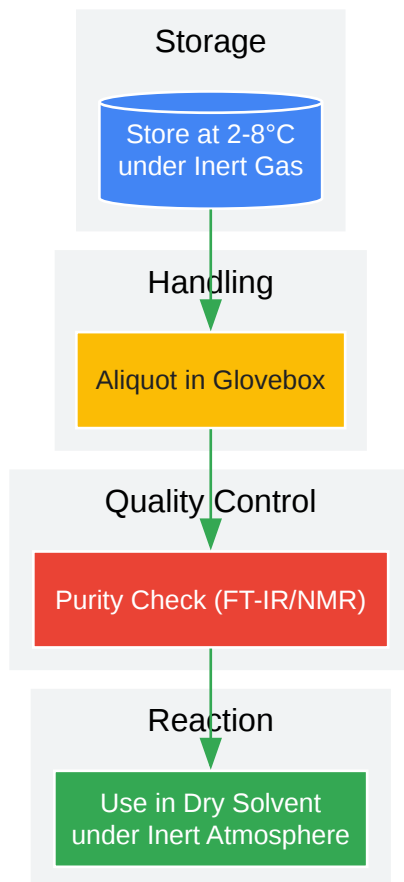 Storage
Store at 2-8°C
under Inert Gas
Handling
Aliquot in Glovebox
Quality Control
Purity Check (FT-IR/NMR)
Reaction
Use in Dry Solvent
under Inert Atmosphere